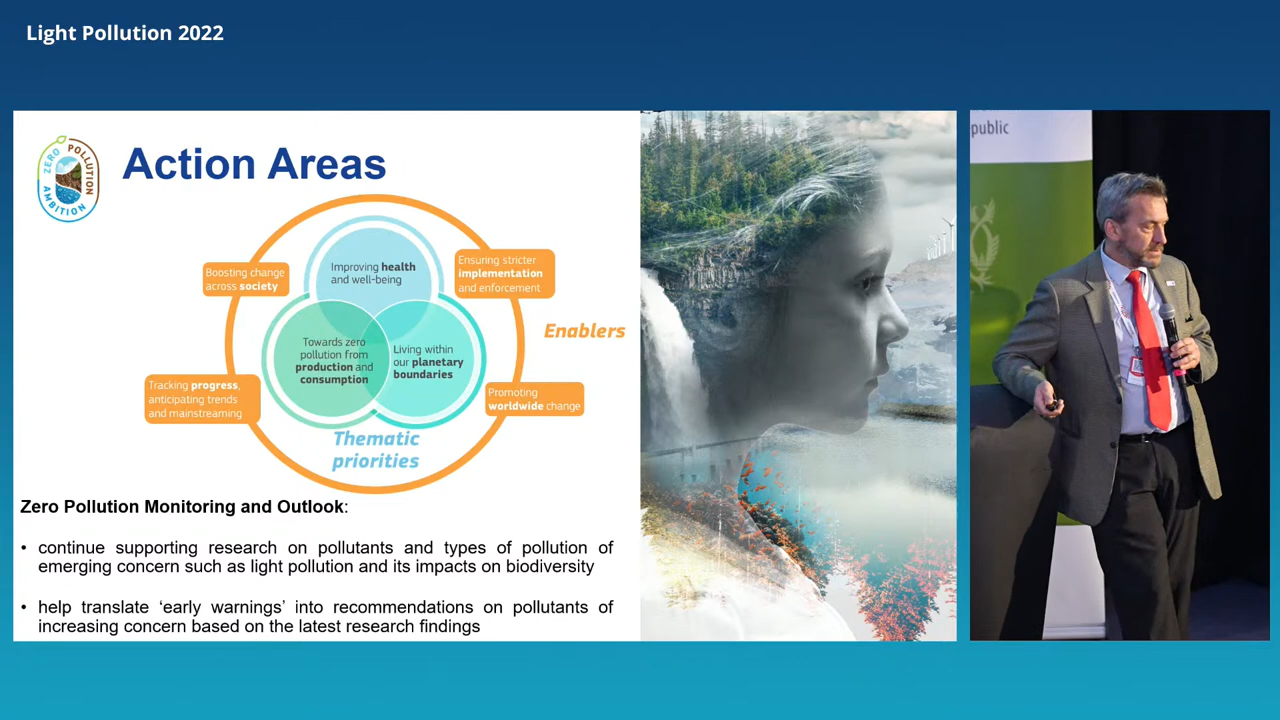 Light Pollution 2022
ZERO POLLUTION AMBITION
Action Areas
Improving health
and well-being
Boosting change
across society
Ensuring stricter
implementation
and enforcement
Enablers
Towards zero
pollution from
production and
consumption
Living within
our planetary
boundaries
Tracking progress,
anticipating trends
and mainstreaming
Promoting
worldwide change
Thematic
priorities
Zero Pollution Monitoring and Outlook:
• continue supporting research on pollutants and types of pollution of
emerging concern such as light pollution and its impacts on biodiversity
• help translate ‘early warnings’ into recommendations on pollutants of
increasing concern based on the latest research findings
public